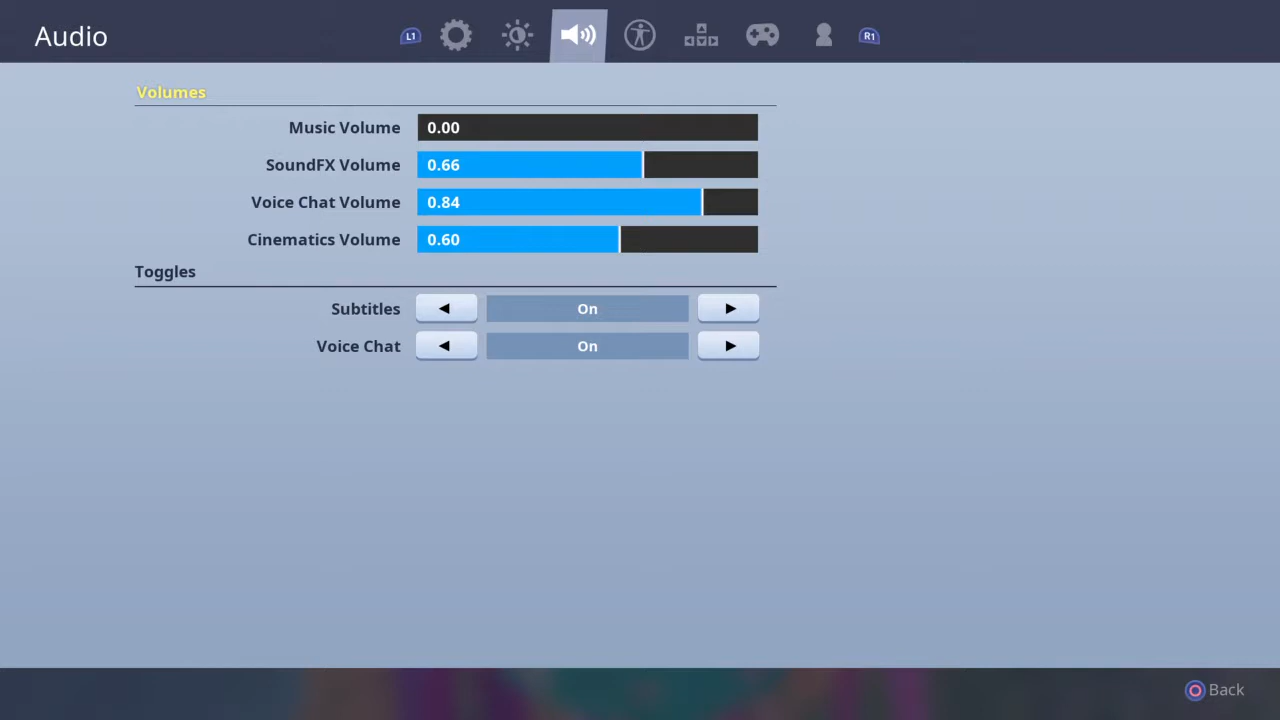 Audio
L1
R1
Volumes
Music Volume 0.00
SoundFX Volume 0.66
Voice Chat Volume 0.84
Cinematics Volume 0.60
Toggles
Subtitles On
Voice Chat On
Back